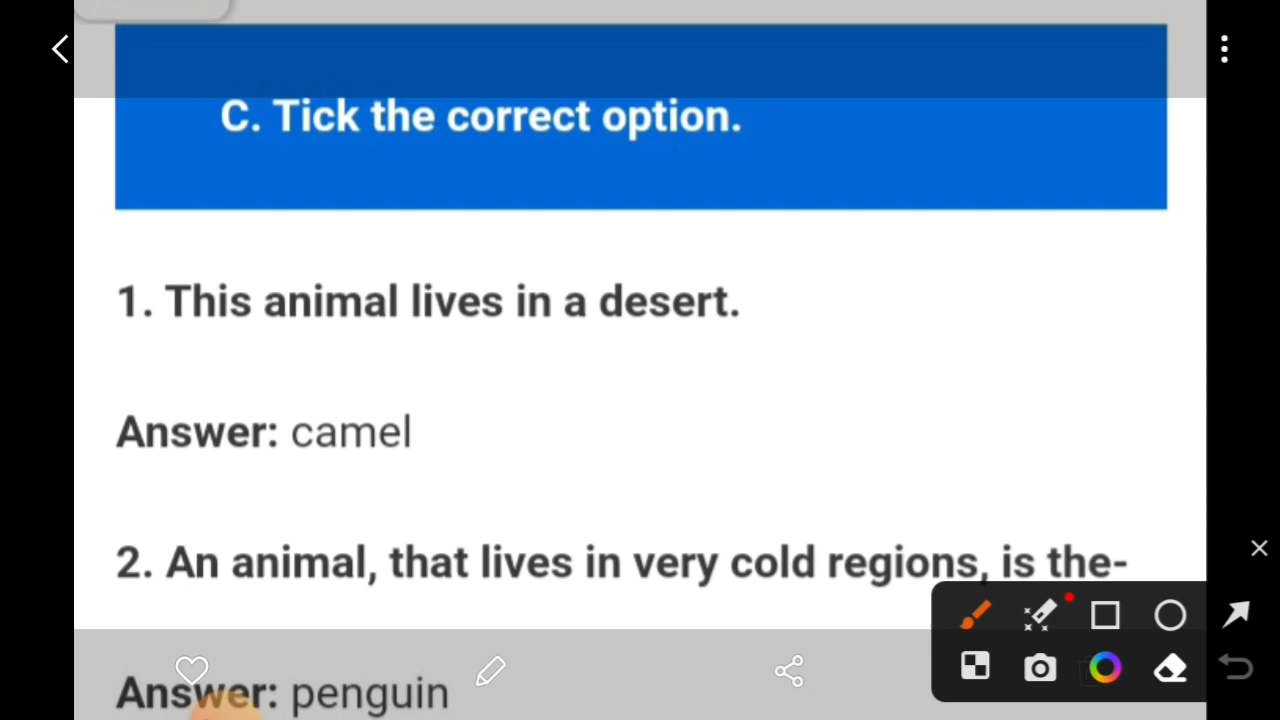 C. Tick the correct option.
1. This animal lives in a desert.
Answer: camel
2. An animal, that lives in very cold regions, is the-
Answer: penguin